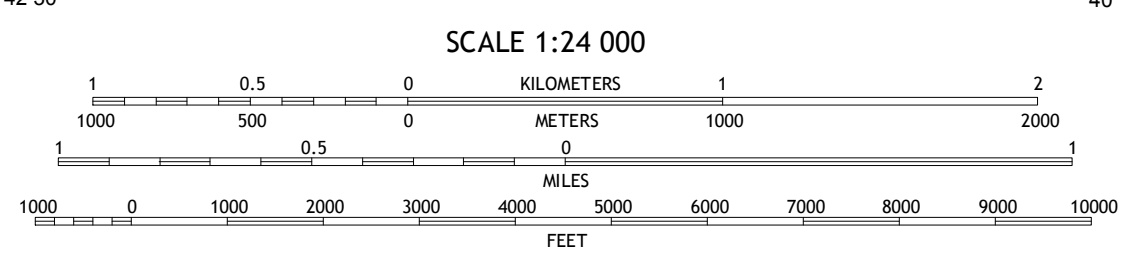 42'30" 40'
SCALE 1:24 000
1 0.5 0 KILOMETERS 1 2
1000 500 0 METERS 1000 2000
1 0.5 0 1
MILES
1000 0 1000 2000 3000 4000 5000 6000 7000 8000 9000 10000
FEET